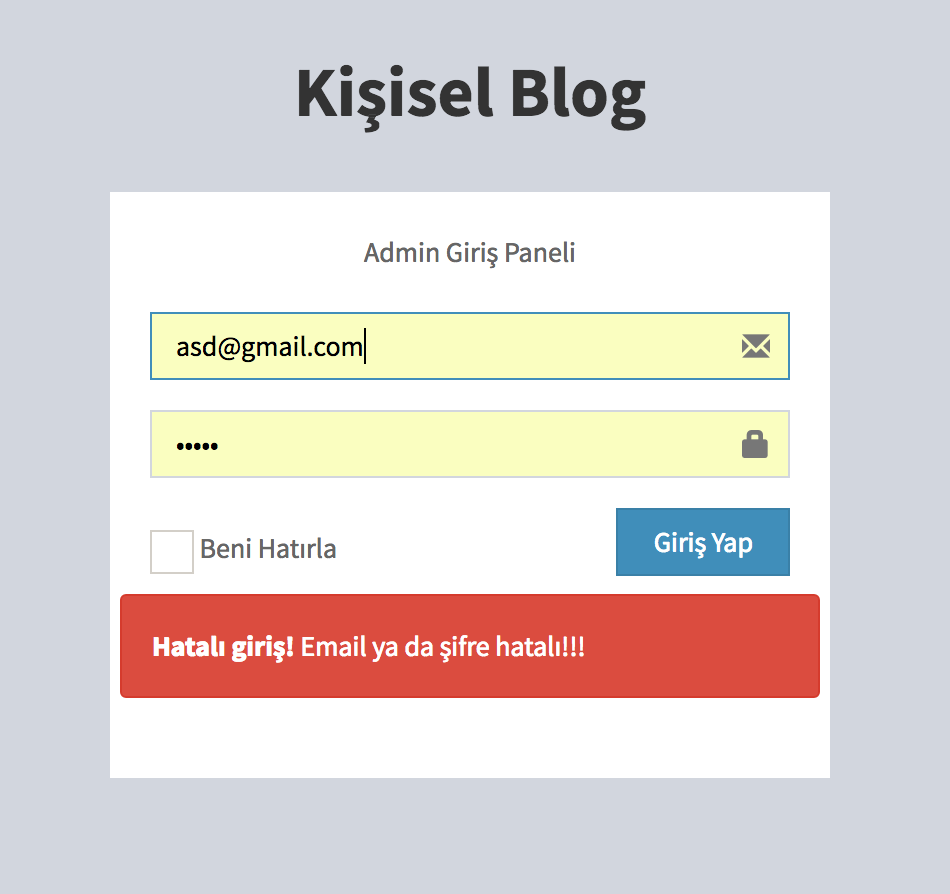 Kişisel Blog
Admin Giriş Paneli
asd@gmail.com
•••••
Beni Hatırla
Giriş Yap
Hatalı giriş! Email ya da şifre hatalı!!!